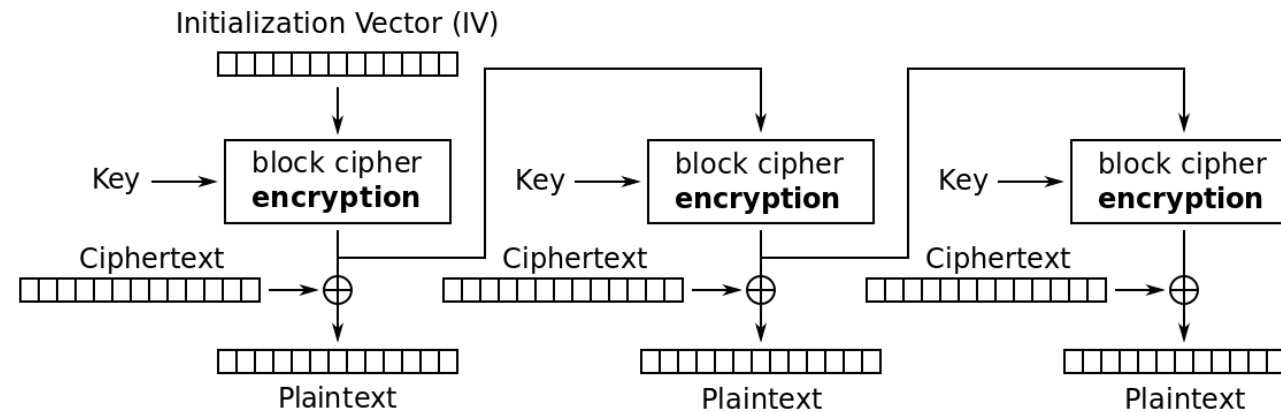 Initialization Vector (IV)
Key
block cipher
encryption
Key
block cipher
encryption
Key
block cipher
encryption
Ciphertext
Ciphertext
Ciphertext
Plaintext
Plaintext
Plaintext